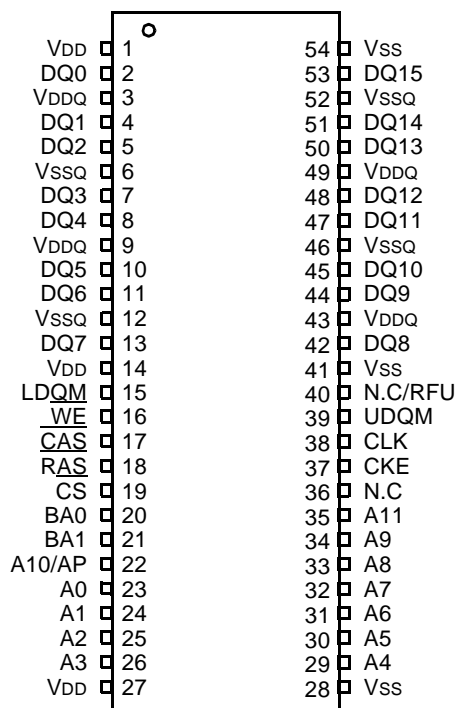 VDD 1 54 VSS
DQ0 2 53 DQ15
VDDQ 3 52 VSSQ
DQ1 4 51 DQ14
DQ2 5 50 DQ13
VSSQ 6 49 VDDQ
DQ3 7 48 DQ12
DQ4 8 47 DQ11
VDDQ 9 46 VSSQ
DQ5 10 45 DQ10
DQ6 11 44 DQ9
VSSQ 12 43 VDDQ
DQ7 13 42 DQ8
VDD 14 41 VSS
LDQM 15 40 N.C/RFU
WE 16 39 UDQM
CAS 17 38 CLK
RAS 18 37 CKE
CS 19 36 N.C
BA0 20 35 A11
BA1 21 34 A9
A10/AP 22 33 A8
A0 23 32 A7
A1 24 31 A6
A2 25 30 A5
A3 26 29 A4
VDD 27 28 VSS